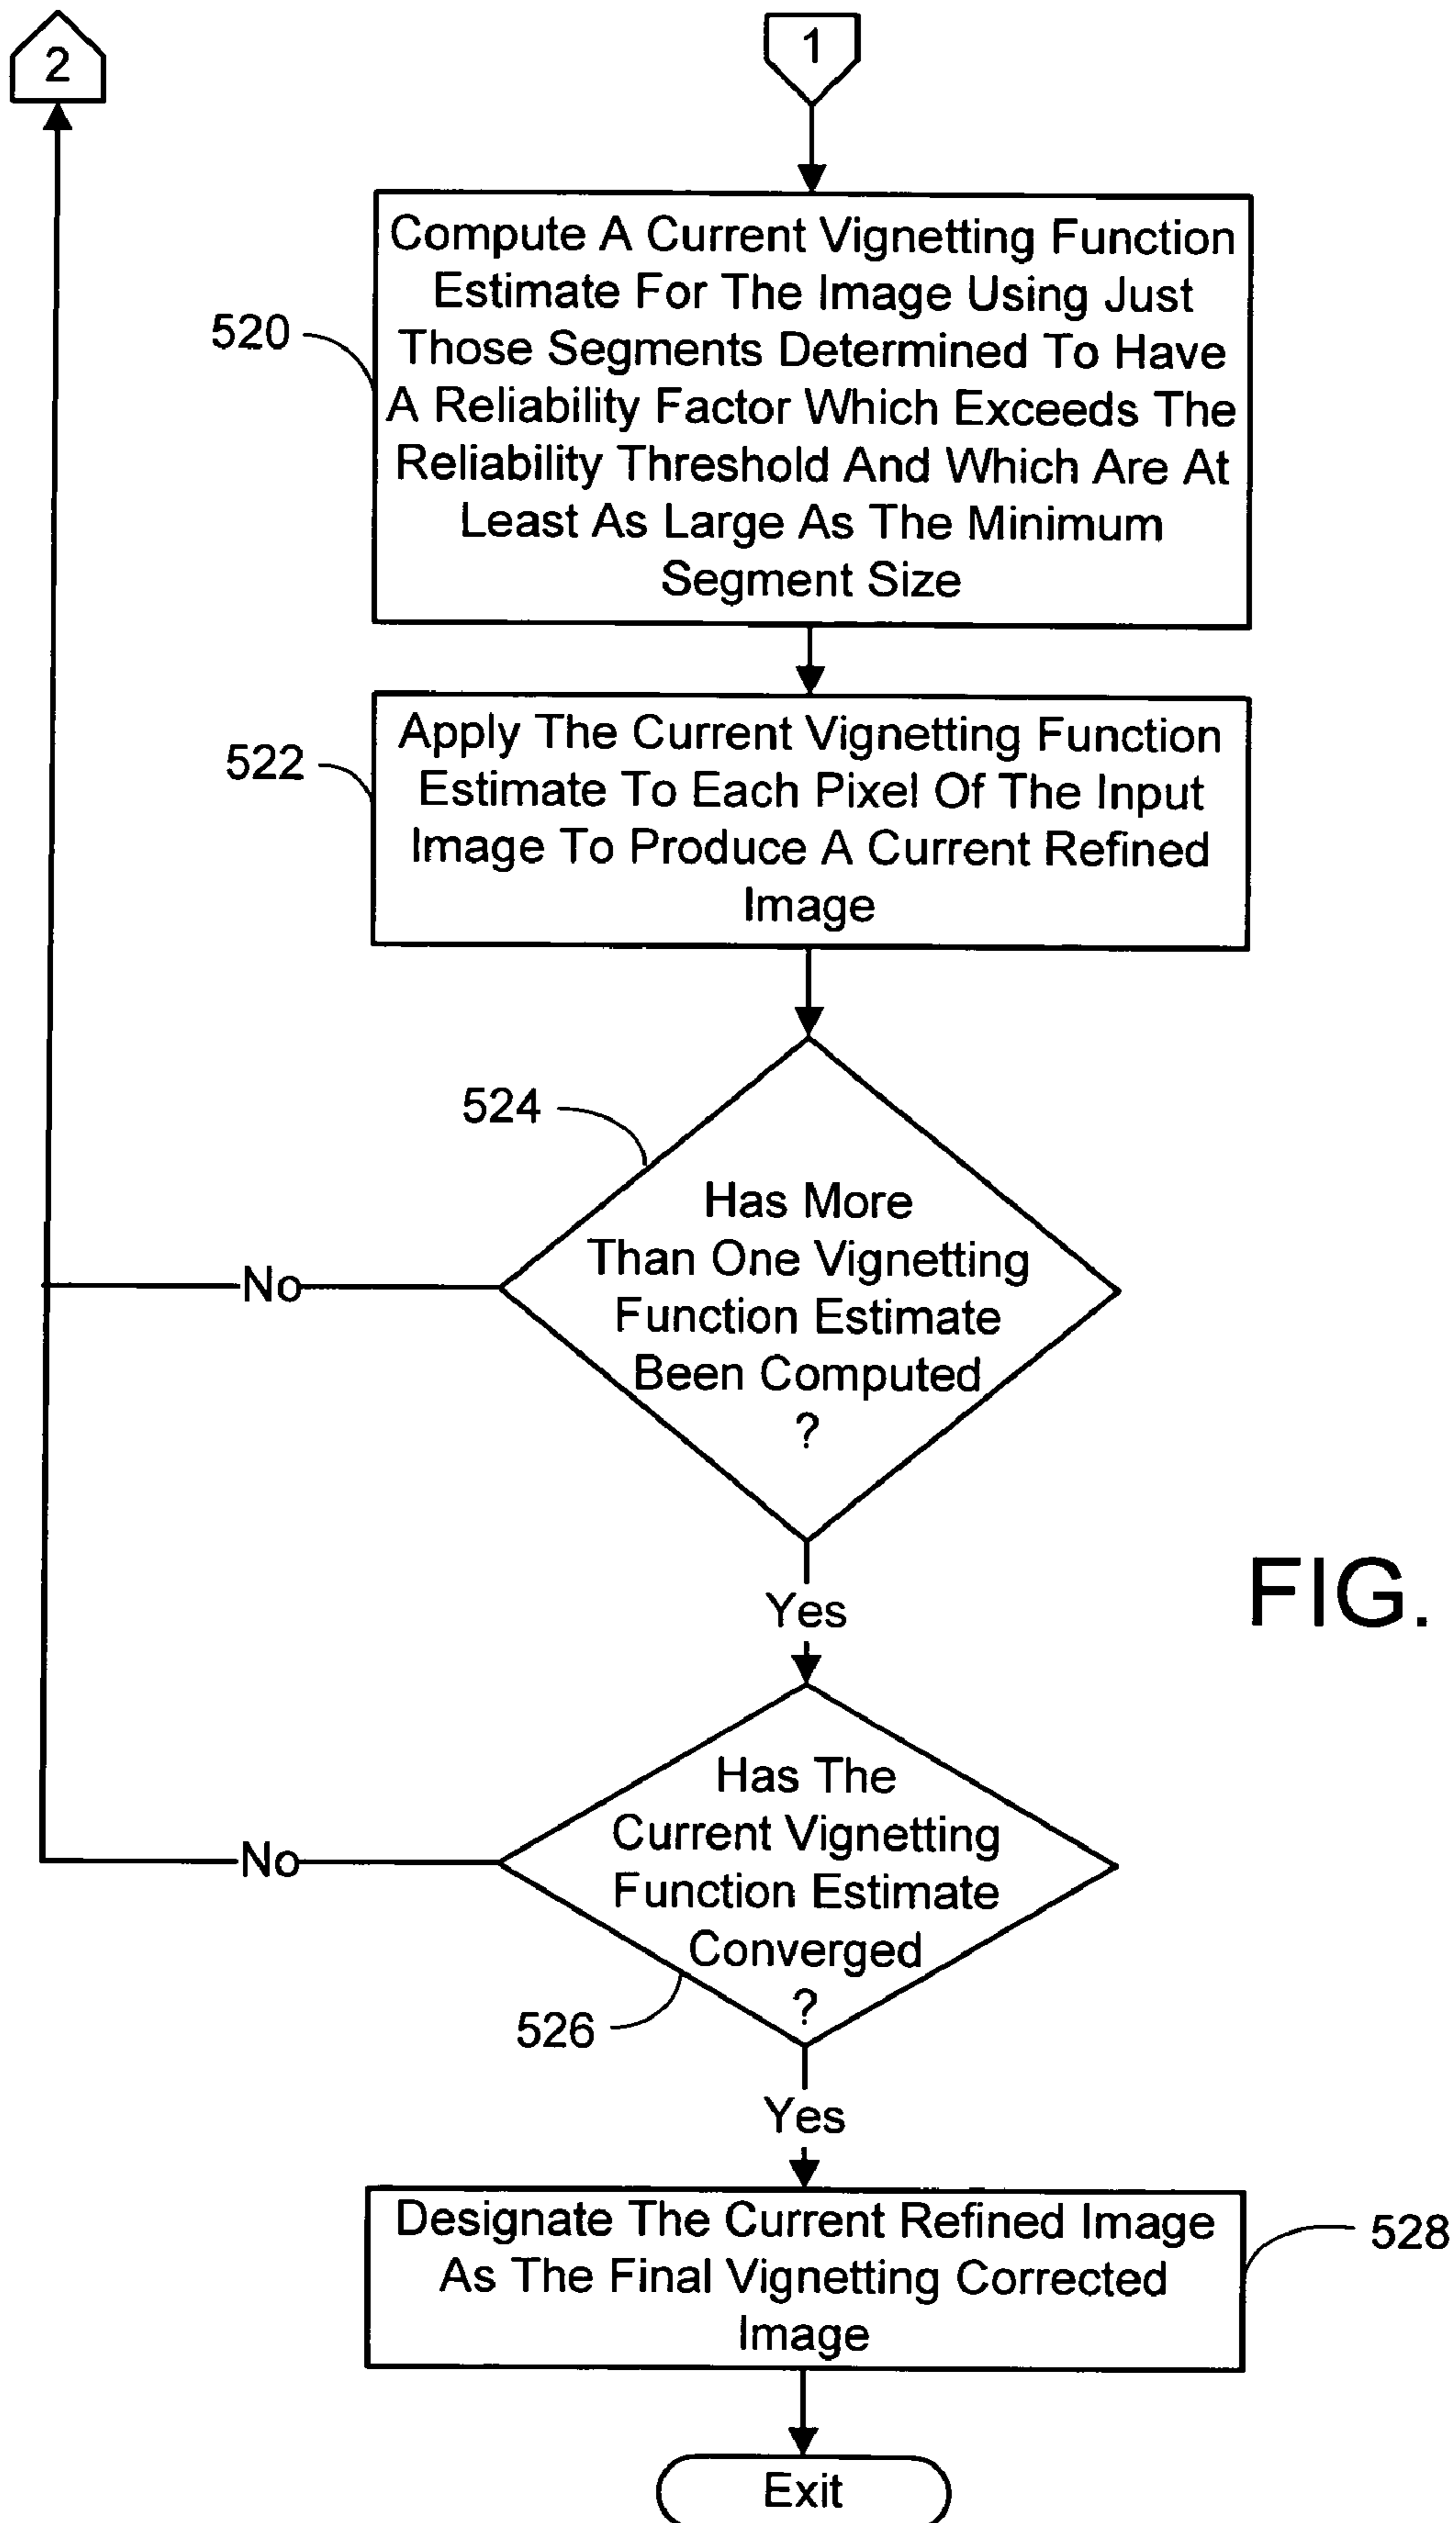 2
1
520
Compute A Current Vignetting Function
Estimate For The Image Using Just
Those Segments Determined To Have
A Reliability Factor Which Exceeds The
Reliability Threshold And Which Are At
Least As Large As The Minimum
Segment Size
522
Apply The Current Vignetting Function
Estimate To Each Pixel Of The Input
Image To Produce A Current Refined
Image
524
Has More
Than One Vignetting
Function Estimate
Been Computed
?
No
Yes
FIG.
Has The
Current Vignetting
Function Estimate
Converged
?
No
526
Yes
Designate The Current Refined Image
As The Final Vignetting Corrected
Image
528
Exit